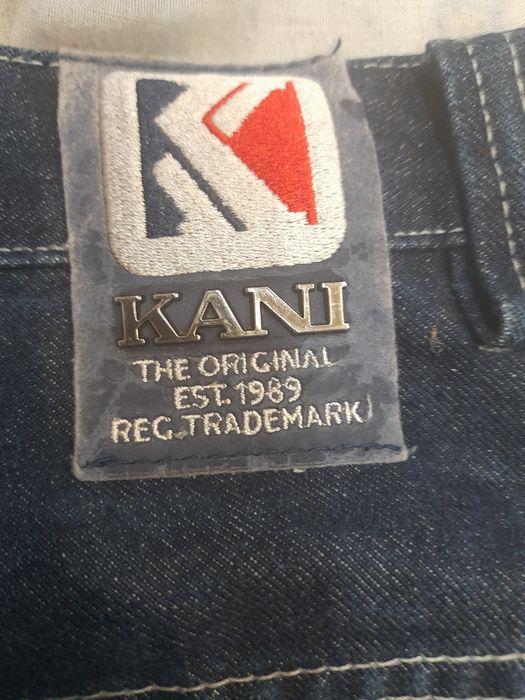 KANI
THE ORIGINAL
EST. 1989
REG. TRADEMARK